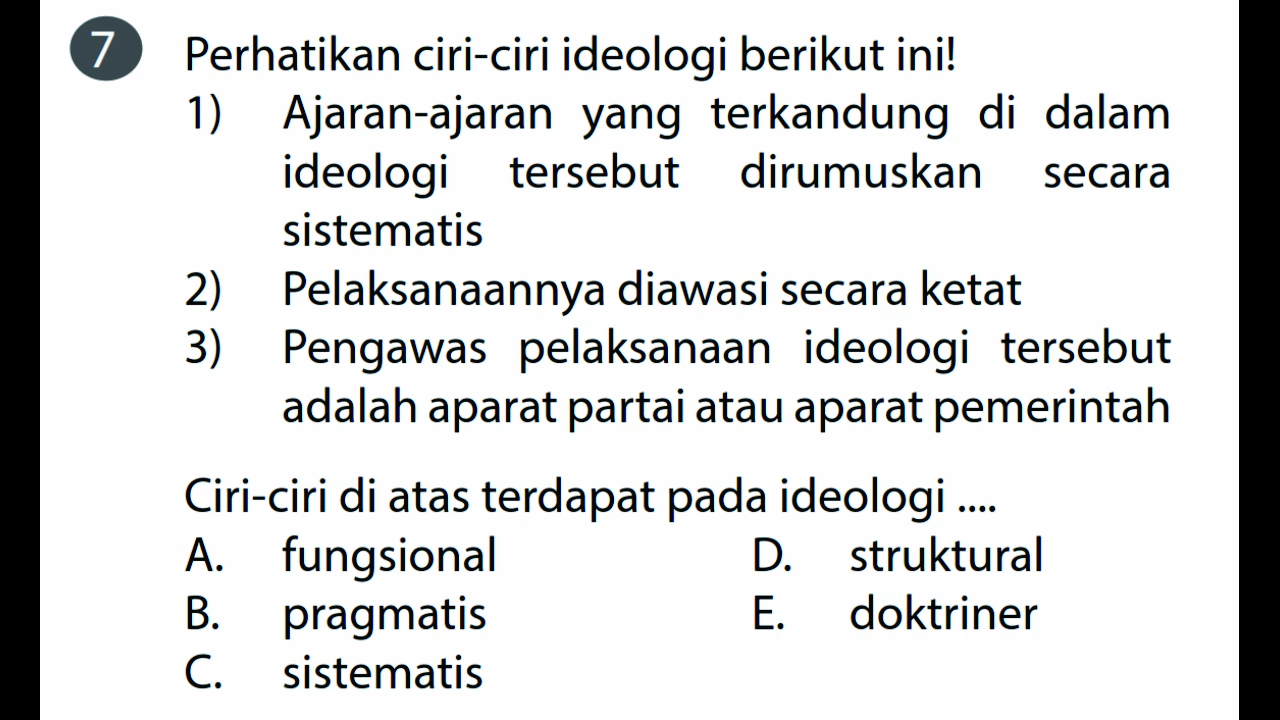 7 Perhatikan ciri-ciri ideologi berikut ini!
1) Ajaran-ajaran yang terkandung di dalam
ideologi tersebut dirumuskan secara
sistematis
2) Pelaksanaannya diawasi secara ketat
3) Pengawas pelaksanaan ideologi tersebut
adalah aparat partai atau aparat pemerintah
Ciri-ciri di atas terdapat pada ideologi ....
A. fungsional
B. pragmatis
C. sistematis
D. struktural
E. doktriner